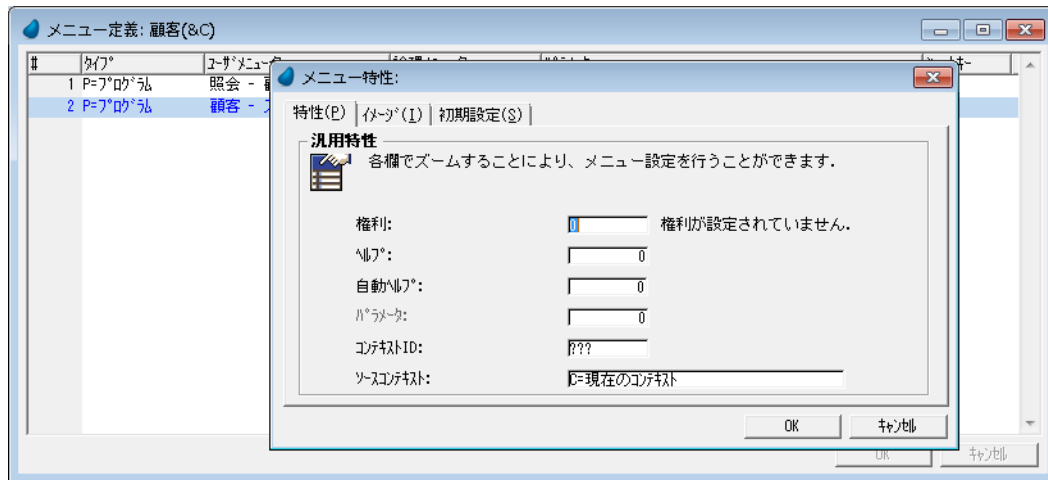 メニュー定義: 顧客(&C)
# ﾀｲﾌﾟ
1 P=ﾌﾟﾛｸﾞﾗﾑ 照会 -
2 P=ﾌﾟﾛｸﾞﾗﾑ 顧客 -
メニュー特性:
特性(P) ｲﾒｰｼﾞ(I) 初期設定(S)
汎用特性
各欄でズームすることにより、メニュー設定を行うことができます.
権利: 0 権利が設定されていません.
ﾍﾙﾌﾟ: 0
自動ﾍﾙﾌﾟ: 0
ﾊﾟﾗﾒｰﾀ: 0
ｺﾝﾃｷｽﾄID: ???
ｿｰｽｺﾝﾃｷｽﾄ: C=現在のｺﾝﾃｷｽﾄ
OK ｷｬﾝｾﾙ
OK ｷｬﾝｾﾙ